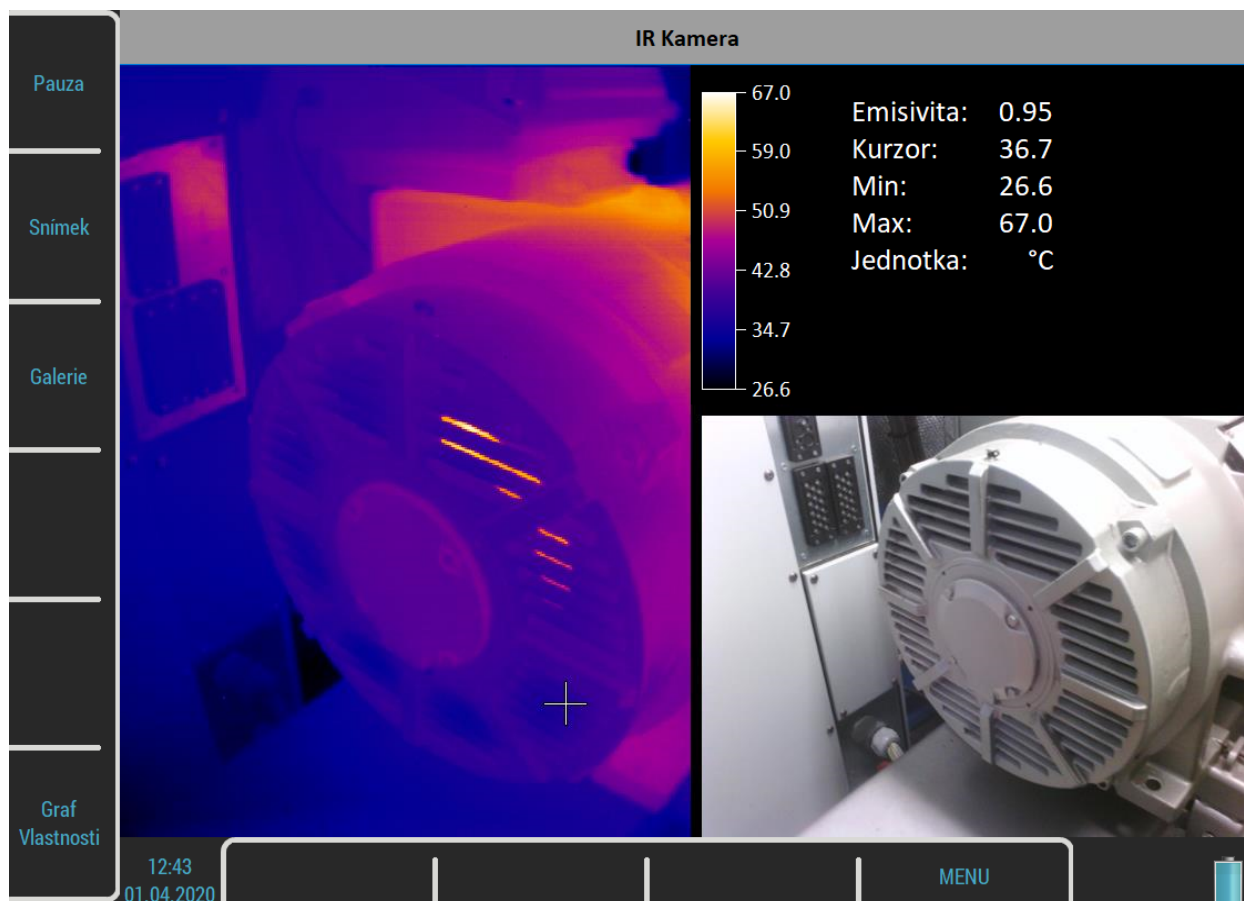 IR Kamera
Pauza
Snímek
Galerie
Graf
Vlastnosti
67.0
59.0
50.9
42.8
34.7
26.6
Emisivita: 0.95
Kurzor: 36.7
Min: 26.6
Max: 67.0
Jednotka: °C
12:43
01.04.2020
MENU